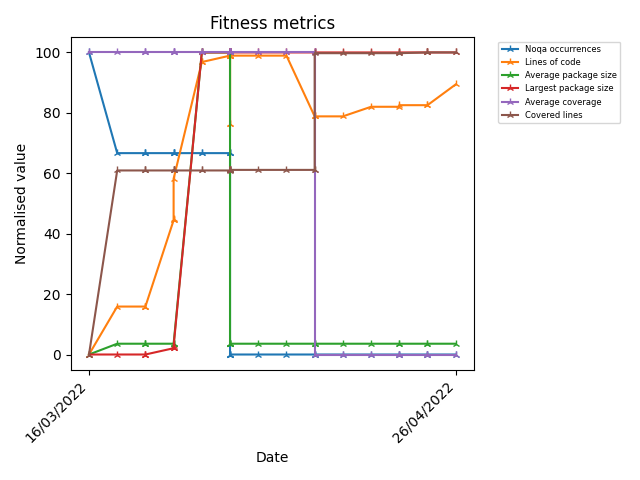 Fitness metrics
Normalised value
100
80
60
40
20
0
16/03/2022
26/04/2022
Date
Noqa occurrences
Lines of code
Average package size
Largest package size
Average coverage
Covered lines